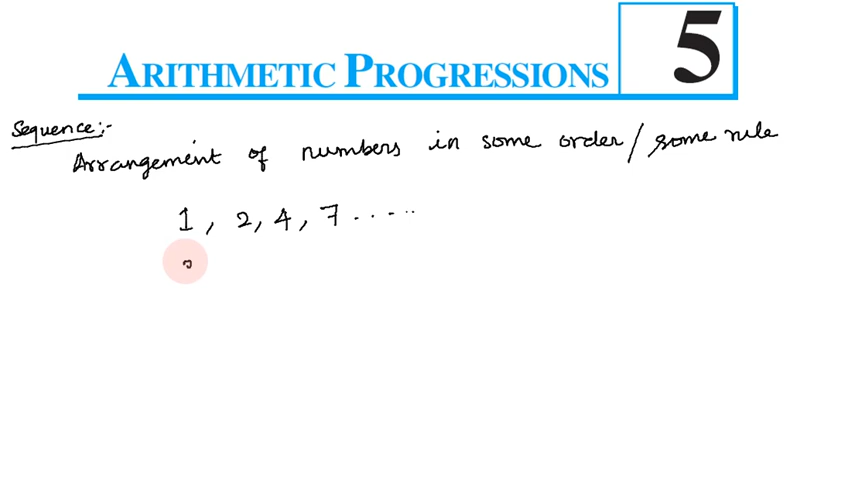 ARITHMETIC PROGRESSIONS 5
Sequence:-
Arrangement of numbers in some order/some rule
1, 2, 4, 7.....